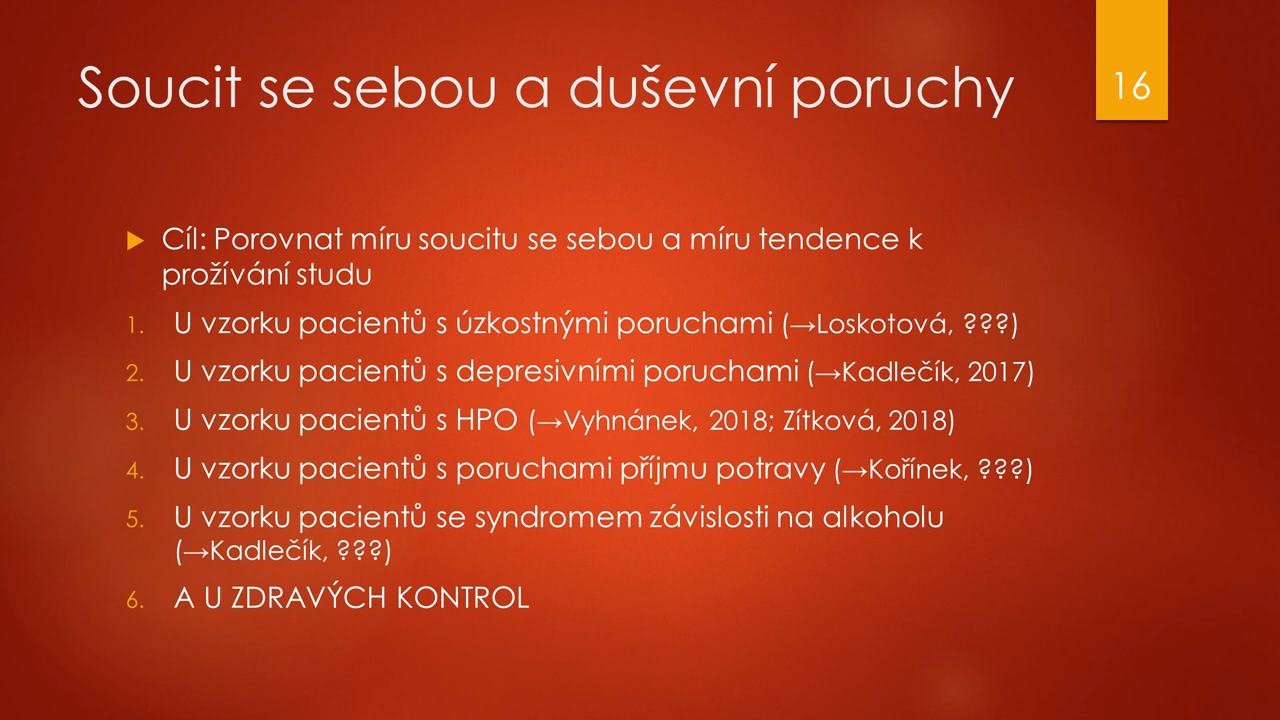 Soucit se sebou a duševní poruchy
16
▶ Cíl: Porovnat míru soucitu se sebou a míru tendence k
prožívání studu
1. U vzorku pacientů s úzkostnými poruchami (→Loskotová, ???)
2. U vzorku pacientů s depresivními poruchami (→Kadlečík, 2017)
3. U vzorku pacientů s HPO (→Vyhnánek, 2018; Zítková, 2018)
4. U vzorku pacientů s poruchami příjmu potravy (→Kořínek, ???)
5. U vzorku pacientů se syndromem závislosti na alkoholu
(→Kadlečík, ???)
6. A U ZDRAVÝCH KONTROL